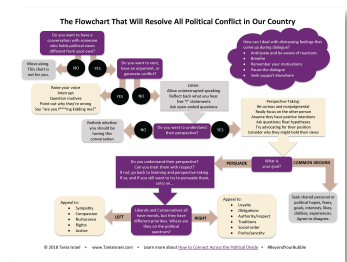 The Flowchart That Will Resolve All Political Conflict in Our Country
Do you want to have a
conversation with someone
who holds political views
different from your own?
How can I deal with distressing feelings that
come up during dialogue?
• Anticipate and be aware of reactions
• Breathe
• Remember your motivations
• Pause the dialogue
• Seek support elsewhere
Move along.
This chart is
not for you.
NO
YES
Do you want to vent,
have an argument, or
generate conflict?
Raise your voice
Interrupt
Question motives
Point out why they're wrong
Say "are you f***ing kidding me?"
YES
NO
Listen:
Allow uninterrupted speaking
Reflect back what you hear
Use "I" statements
Ask open-ended questions
Perspective-Taking:
Be curious and nonjudgmental
Really focus on the other person
Assume they have positive intentions
Ask about their hypotheses
Try advocating for their position
Consider why they might hold their views
Rethink whether
you should be
having this
conversation
NO
Do you want to understand
their perspective?
YES
Do you understand their perspective?
Can you treat them with respect?
If not, go back to listening and perspective-taking.
If so, and if you still want to try to persuade them,
carry on...
PERSUADE
What is
your goal?
COMMON GROUND
Seek shared personal or
political hopes, fears,
goals, interests, likes,
dislikes, experiences.
Agree to disagree.
Appeal to:
• Sympathy
• Compassion
• Nurturance
• Rights
• Justice
LEFT
Liberals and Conservatives all
have morals, but they have
different priorities. Where are
they on the political
spectrum?
RIGHT
Appeal to:
• Loyalty
• Obligations
• Authority/respect
• Traditions
• Social order
• Purity/sanctity
© 2018 Tania Israel • www.taniaisrael.com • Learn more about How to Connect Across the Political Divide • #BeyondYourBubble